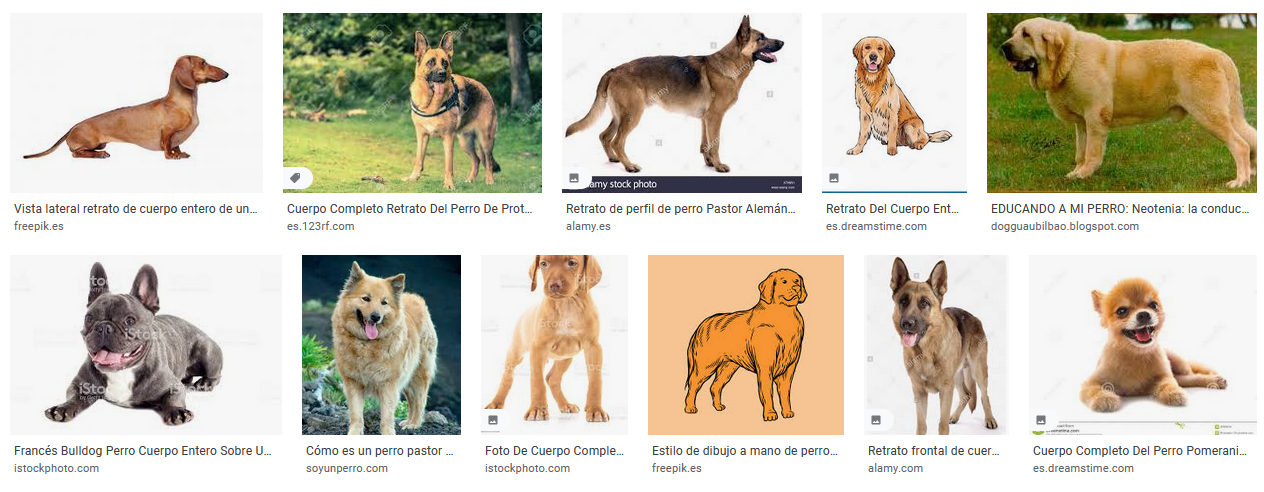 alamy stock photo
Vista lateral retrato de cuerpo entero de un...
freepik.es
Cuerpo Completo Retrato Del Perro De Prot...
es.123rf.com
Retrato de perfil de perro Pastor Alemán...
alamy.es
Retrato Del Cuerpo Ent...
es.dreamstime.com
EDUCANDO A MI PERRO: Neotenia: la conduc...
dogguaubilbao.blogspot.com
iStock
Francés Bulldog Perro Cuerpo Entero Sobre U...
istockphoto.com
Cómo es un perro pastor ...
soyunperro.com
Foto De Cuerpo Comple...
istockphoto.com
Estilo de dibujo a mano de perro...
freepik.es
Retrato frontal de cuer...
alamy.com
Cuerpo Completo Del Perro Pomerani...
es.dreamstime.com